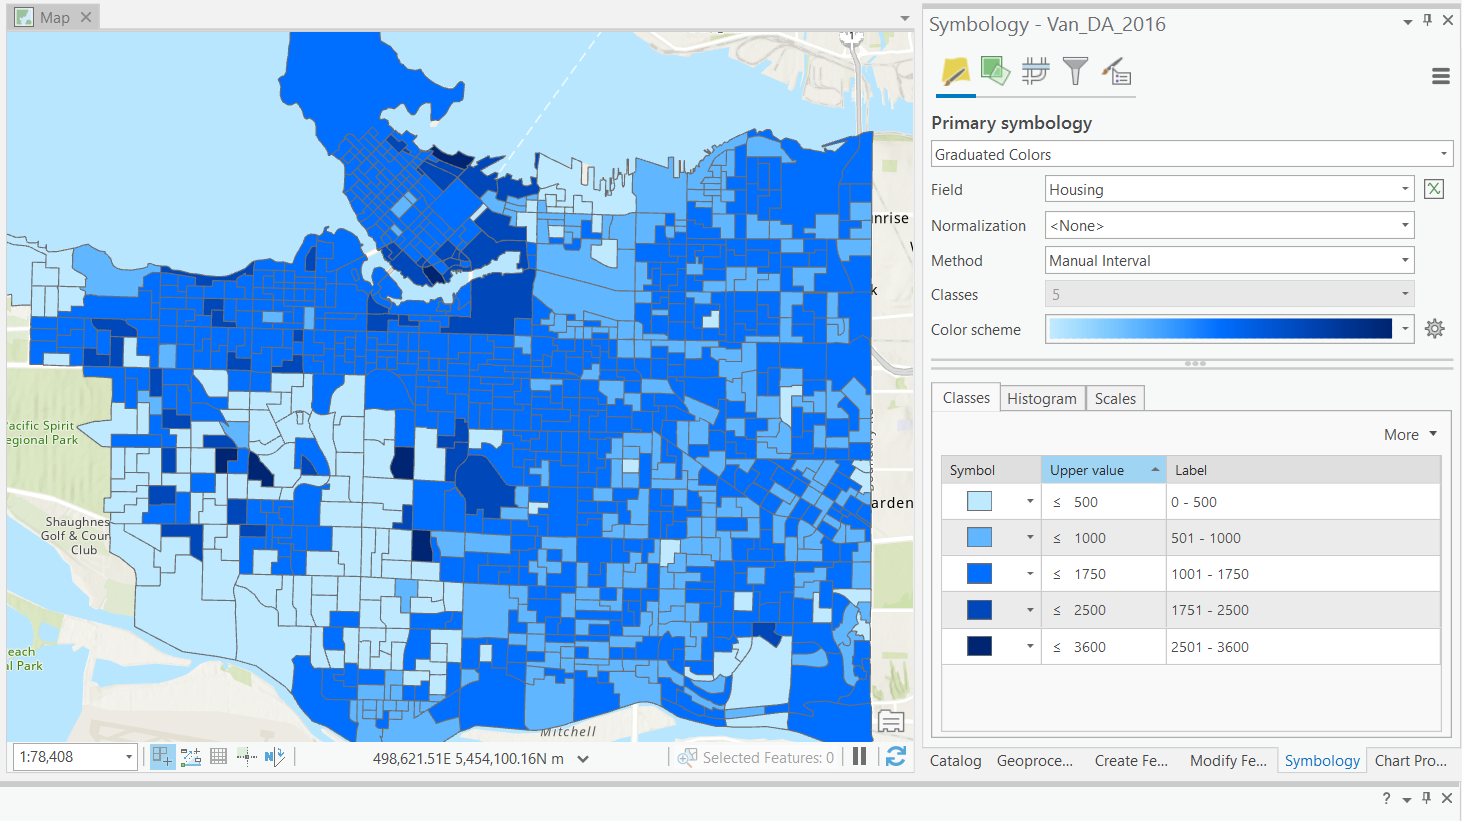 Map
Symbology - Van_DA_2016
Primary symbology
Graduated Colors
Field
Housing
Normalization
<None>
Method
Manual Interval
Classes
5
Color scheme
Classes
Histogram
Scales
More
Symbol
Upper value
Label
≤ 500
0 - 500
≤ 1000
501 - 1000
≤ 1750
1001 - 1750
≤ 2500
1751 - 2500
≤ 3600
2501 - 3600
1
nrise
k
arden
acific Spirit
egional Park
Shaughnes
Golf & Coun
Club
each
al Park
Mitchell
1:78,408
498,621.51E 5,454,100.16N m
Selected Features: 0
Catalog
Geoproce...
Create Fe...
Modify Fe...
Symbology
Chart Pro...
?